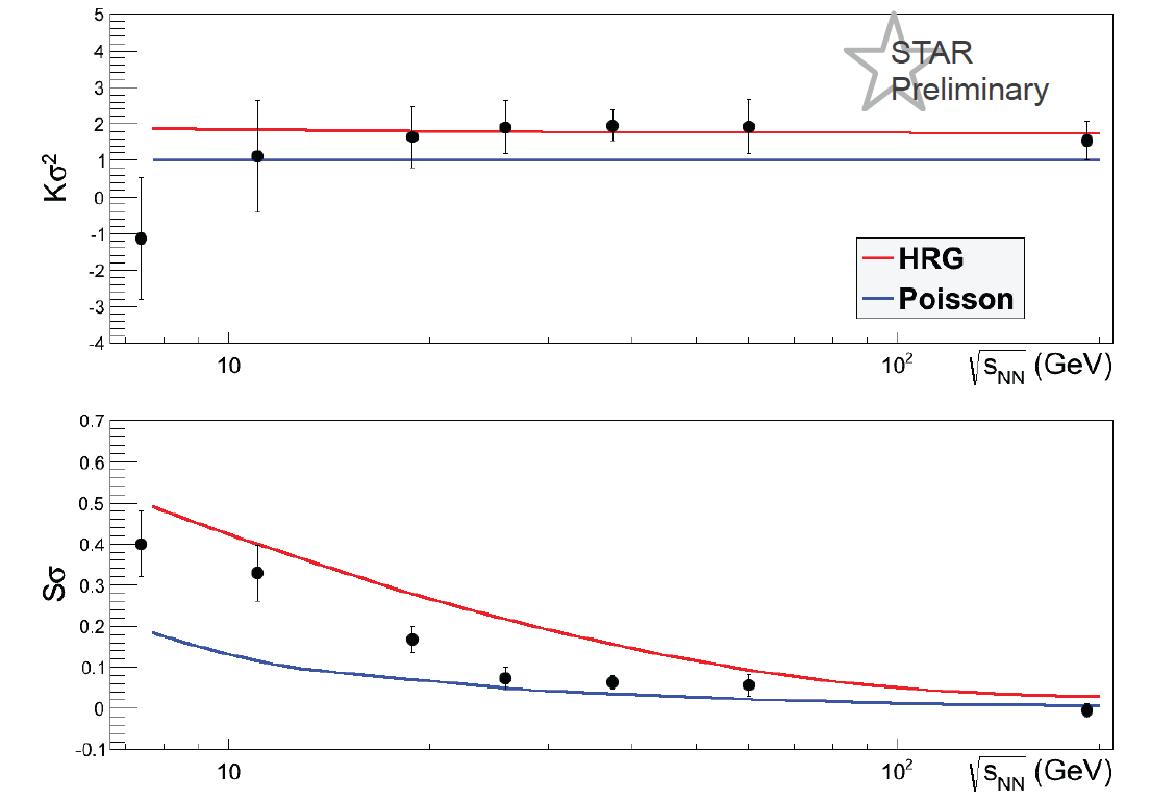 5
4
3
2
1
0
-1
-2
-3
-4
Kσ²
STAR
Preliminary
HRG
Poisson
10
10²
√sNN (GeV)
0.7
0.6
0.5
0.4
0.3
0.2
0.1
0
-0.1
Sσ
10
10²
√sNN (GeV)